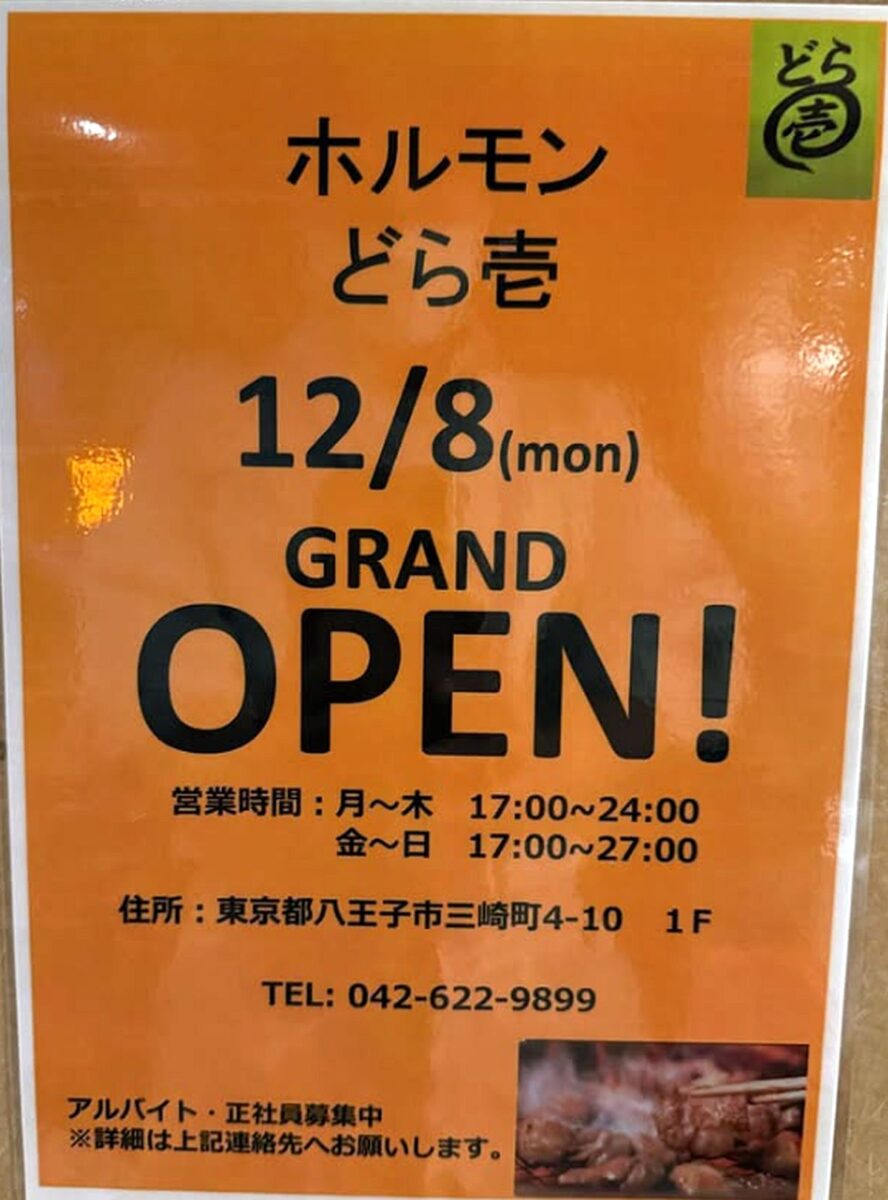 どら
壱
ホルモン
どら壱
12/8(mon)
GRAND
OPEN!
営業時間：月～木　17:00~24:00
金～日　17:00~27:00
住所：東京都八王子市三崎町4-10　1F
TEL: 042-622-9899
アルバイト・正社員募集中
※詳細は上記連絡先へお願いします。